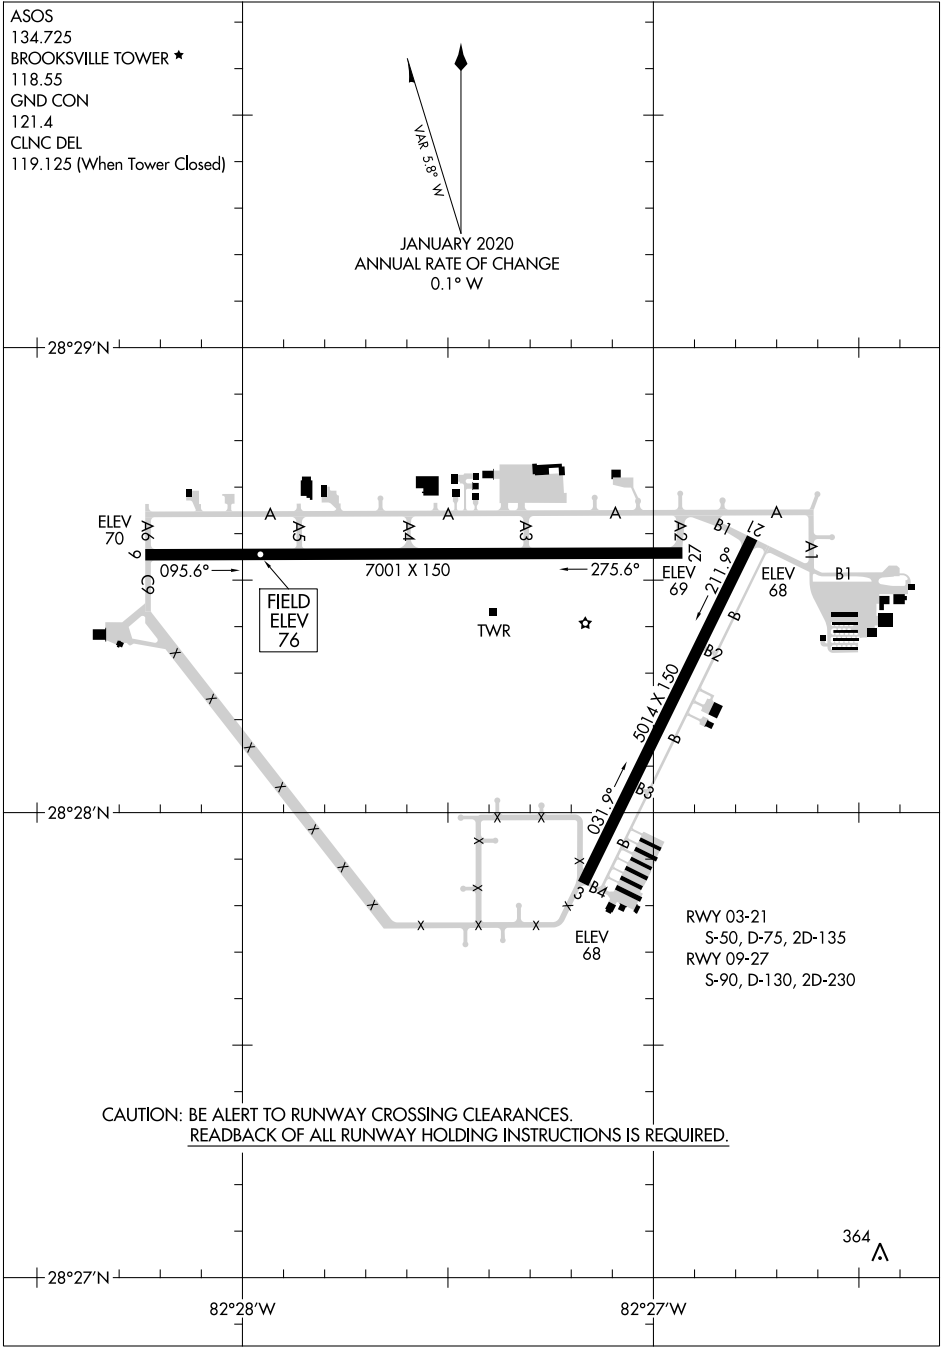 ASOS
134.725
BROOKSVILLE TOWER ★
118.55
GND CON
121.4
CLNC DEL
119.125 (When Tower Closed)
VAR 5.8° W
JANUARY 2020
ANNUAL RATE OF CHANGE
0.1° W
28°29'N
ELEV
70
A6
A
A5
A4
A
A3
A
A2
B1
21
A
A1
9
27
C9
095.6°
7001 X 150
275.6°
ELEV
69
211.9°
ELEV
68
B1
FIELD
ELEV
76
TWR
B
B2
X
5014 X 150
X
B
X
X
B3
031.9°
28°28'N
X
X
X
X
B
X
X
X
X
X
3
B4
X
X
X
X
X
ELEV
68
RWY 03-21
S-50, D-75, 2D-135
RWY 09-27
S-90, D-130, 2D-230
CAUTION: BE ALERT TO RUNWAY CROSSING CLEARANCES.
READBACK OF ALL RUNWAY HOLDING INSTRUCTIONS IS REQUIRED.
364
28°27'N
82°28'W
82°27'W